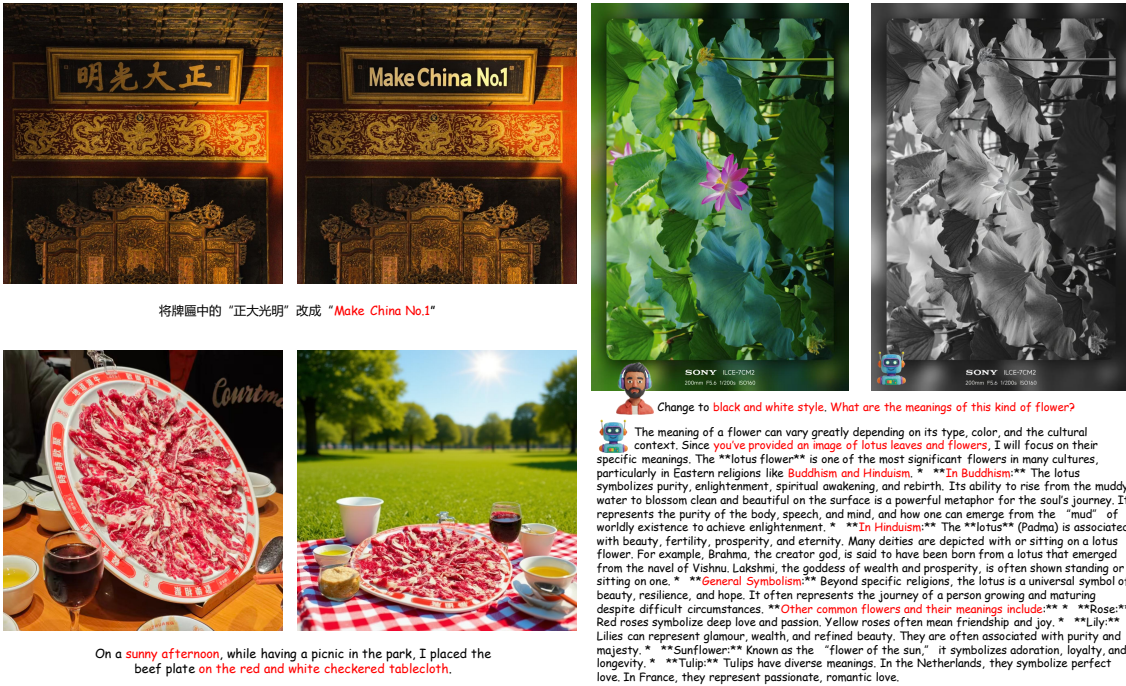 明光大正
Make China No.1
将牌匾中的“正大光明”改成“Make China No.1”
Courtme
On a sunny afternoon, while having a picnic in the park, I placed the
beef plate on the red and white checkered tablecloth.
SONY ILCE-7CM2
200mm F5.6 1/200s ISO160
SONY ILCE-7CM2
200mm F5.6 1/200s ISO160
Change to black and white style. What are the meanings of this kind of flower?
The meaning of a flower can vary greatly depending on its type, color, and the cultural
context. Since you've provided an image of lotus leaves and flowers, I will focus on their
specific meanings. The **lotus flower** is one of the most significant flowers in many cultures,
particularly in Eastern religions like Buddhism and Hinduism. * **In Buddhism:** The lotus
symbolizes purity, enlightenment, spiritual awakening, and rebirth. Its ability to rise from the muddy
water to blossom clean and beautiful on the surface is a powerful metaphor for the soul's journey. It
represents the purity of the body, speech, and mind, and how one can emerge from the “mud” of
worldly existence to achieve enlightenment. * **In Hinduism:** The **lotus** (Padma) is associated
with beauty, fertility, prosperity, and eternity. Many deities are depicted with or sitting on a lotus
flower. For example, Brahma, the creator god, is said to have been born from a lotus that emerged
from the navel of Vishnu. Lakshmi, the goddess of wealth and prosperity, is often shown standing or
sitting on one. * **General Symbolism:** Beyond specific religions, the lotus is a universal symbol of
beauty, resilience, and hope. It often represents the journey of a person growing and maturing
despite difficult circumstances. **Other common flowers and their meanings include:** * **Rose:**
Red roses symbolize deep love and passion. Yellow roses often mean friendship and joy. * **Lily:**
Lilies can represent glamour, wealth, and refined beauty. They are often associated with purity and
majesty. * **Sunflower:** Known as the “flower of the sun,” it symbolizes adoration, loyalty, and
longevity. * **Tulip:** Tulips have diverse meanings. In the Netherlands, they symbolize perfect
love. In France, they represent passionate, romantic love.